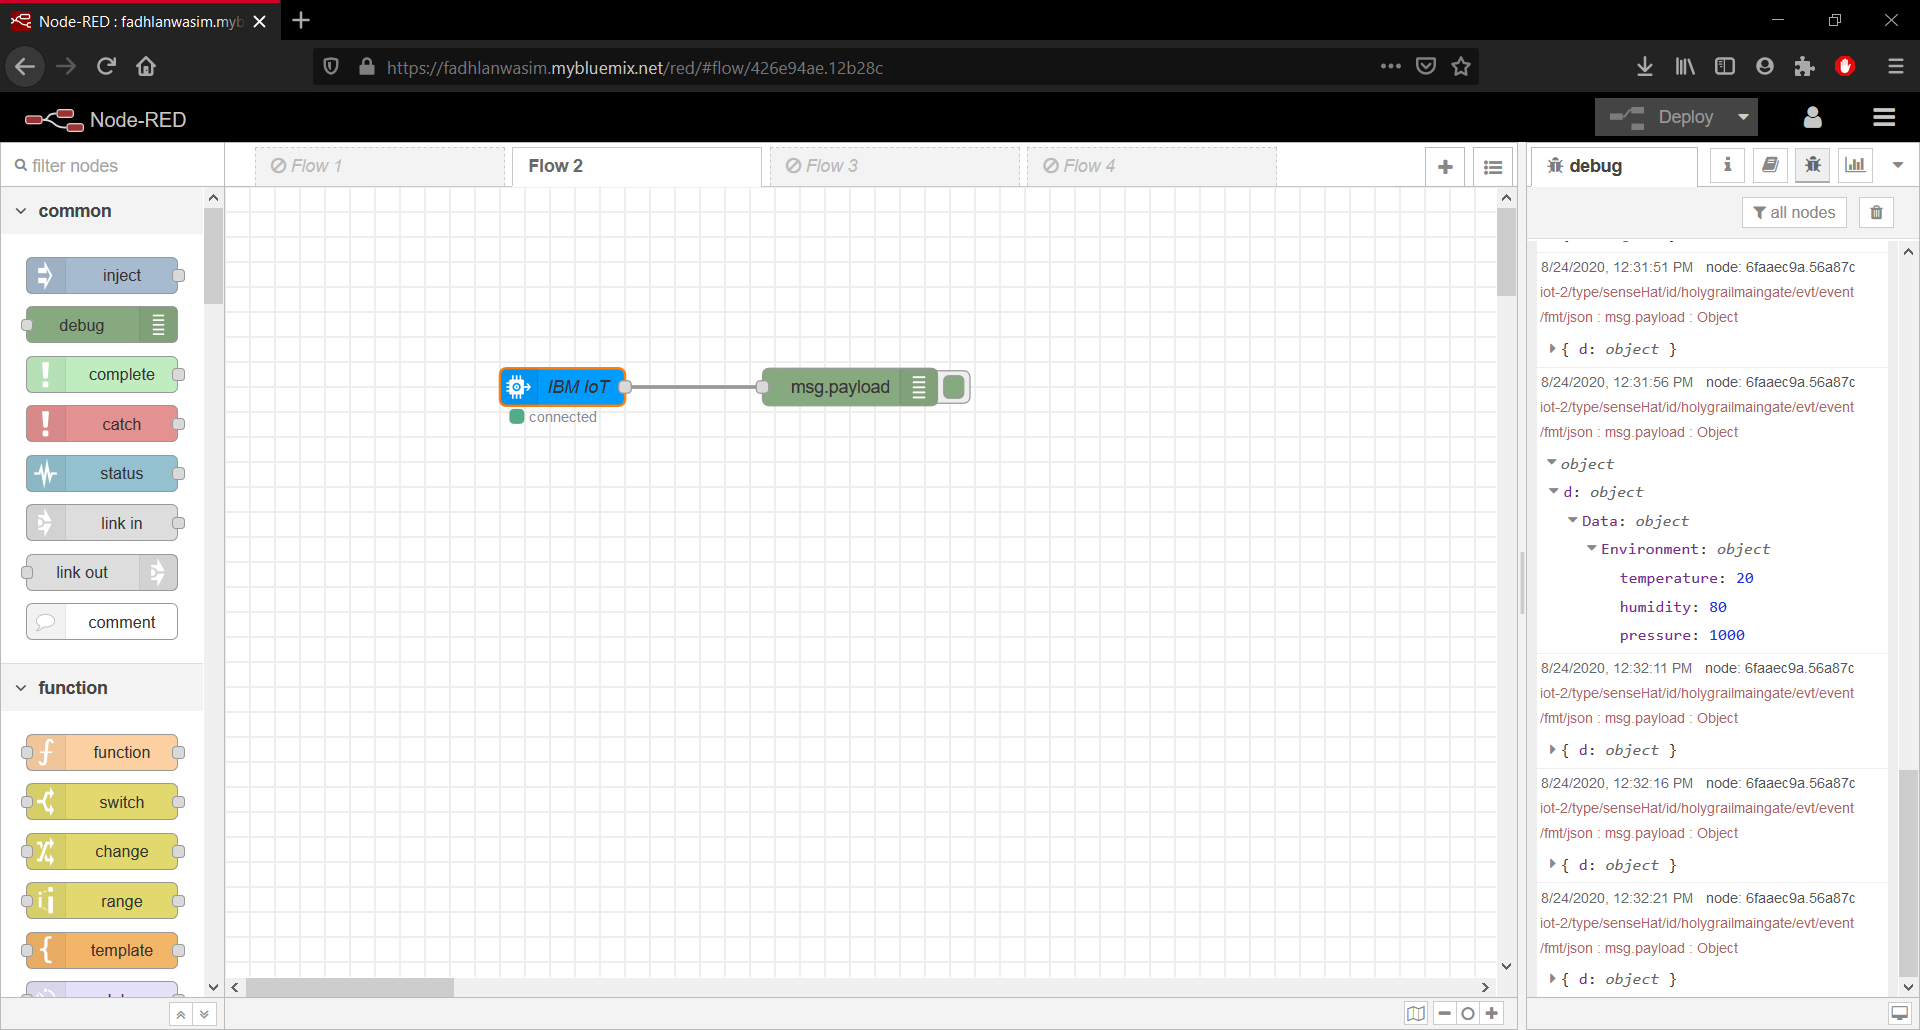 Node-RED : fadhlanwasim.myb
https://fadhlanwasim.mybluemix.net/red/#flow/426e94ae.12b28c
Node-RED
Deploy
filter nodes
Flow 1
Flow 2
Flow 3
Flow 4
debug
all nodes
common
inject
debug
complete
catch
status
link in
link out
comment
function
function
switch
change
range
template
IBM IoT
connected
msg.payload
8/24/2020, 12:31:51 PM node: 6faaec9a.56a87c
iot-2/type/senseHat/id/holygrailmaingate/evt/event
/fmt/json : msg.payload : Object
{ d: object }
8/24/2020, 12:31:56 PM node: 6faaec9a.56a87c
iot-2/type/senseHat/id/holygrailmaingate/evt/event
/fmt/json : msg.payload : Object
object
d: object
Data: object
Environment: object
temperature: 20
humidity: 80
pressure: 1000
8/24/2020, 12:32:11 PM node: 6faaec9a.56a87c
iot-2/type/senseHat/id/holygrailmaingate/evt/event
/fmt/json : msg.payload : Object
{ d: object }
8/24/2020, 12:32:16 PM node: 6faaec9a.56a87c
iot-2/type/senseHat/id/holygrailmaingate/evt/event
/fmt/json : msg.payload : Object
{ d: object }
8/24/2020, 12:32:21 PM node: 6faaec9a.56a87c
iot-2/type/senseHat/id/holygrailmaingate/evt/event
/fmt/json : msg.payload : Object
{ d: object }